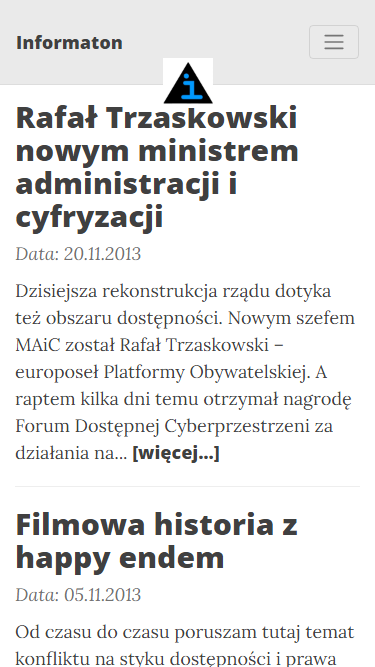 Informaton
Rafał Trzaskowski
nowym ministrem
administracji i
cyfryzacji
Data: 20.11.2013
Dzisiejsza rekonstrukcja rządu dotyka
też obszaru dostępności. Nowym szefem
MAiC został Rafał Trzaskowski –
europoseł Platformy Obywatelskiej. A
raptem kilka dni temu otrzymał nagrodę
Forum Dostępnej Cyberprzestrzeni za
działania na... [więcej...]
Filmowa historia z
happy endem
Data: 05.11.2013
Od czasu do czasu poruszam tutaj temat
konfliktu na styku dostępności i prawa